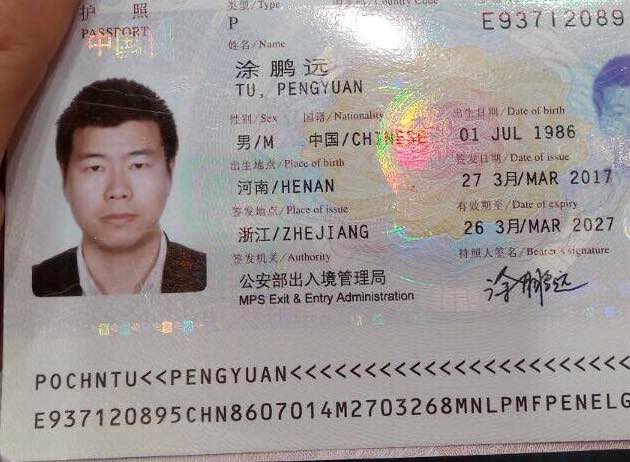 护 照 类型/Type
PASSPORT P
中国 E93712089
姓名/Name
涂鹏远
TU, PENGYUAN
性别/Sex 国籍/Nationality 出生日期/Date of birth
男/M 中国/CHINESE 01 JUL 1986
出生地点/Place of birth 签发日期/Date of issue
河南/HENAN 27 3月/MAR 2017
签发地点/Place of issue 有效期至/Date of expiry
浙江/ZHEJIANG 26 3月/MAR 2027
签发机关/Authority 持照人签名/Bearer's signature
公安部出入境管理局 涂鹏远
MPS Exit & Entry Administration
POCHNTU<<PENGYUAN<<<<<<<<<<<<<<<<<<<<<<<
E937120895CHN8607014M2703268MNLPMFPENELG